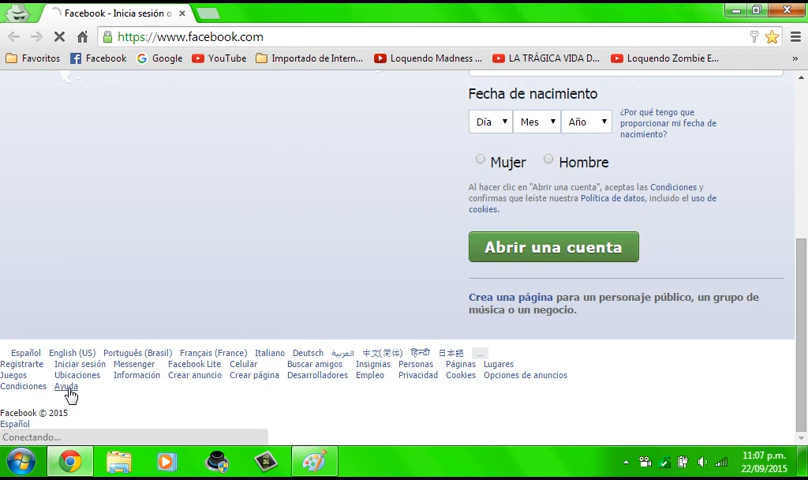 Facebook - Inicia sesión o
https://www.facebook.com
Favoritos Facebook Google YouTube Importado de Intern... Loquendo Madness ... LA TRÁGICA VIDA D... Loquendo Zombie E... »
Fecha de nacimiento
Día Mes Año
¿Por qué tengo que
proporcionar mi fecha de
nacimiento?
Mujer Hombre
Al hacer clic en "Abrir una cuenta", aceptas las Condiciones y
confirmas que leíste nuestra Política de datos, incluido el uso de
cookies.
Abrir una cuenta
Crea una página para un personaje público, un grupo de
música o un negocio.
Español English (US) Português (Brasil) Français (France) Italiano Deutsch العربية 中文(简体) हिन्दी 日本語 ...
Registrarte Iniciar sesión Messenger Facebook Lite Celular Buscar amigos Insignias Personas Páginas Lugares
Juegos Ubicaciones Información Crear anuncio Crear página Desarrolladores Empleo Privacidad Cookies Opciones de anuncios
Condiciones Ayuda
Facebook © 2015
Español
Conectando...
11:07 p.m.
22/09/2015